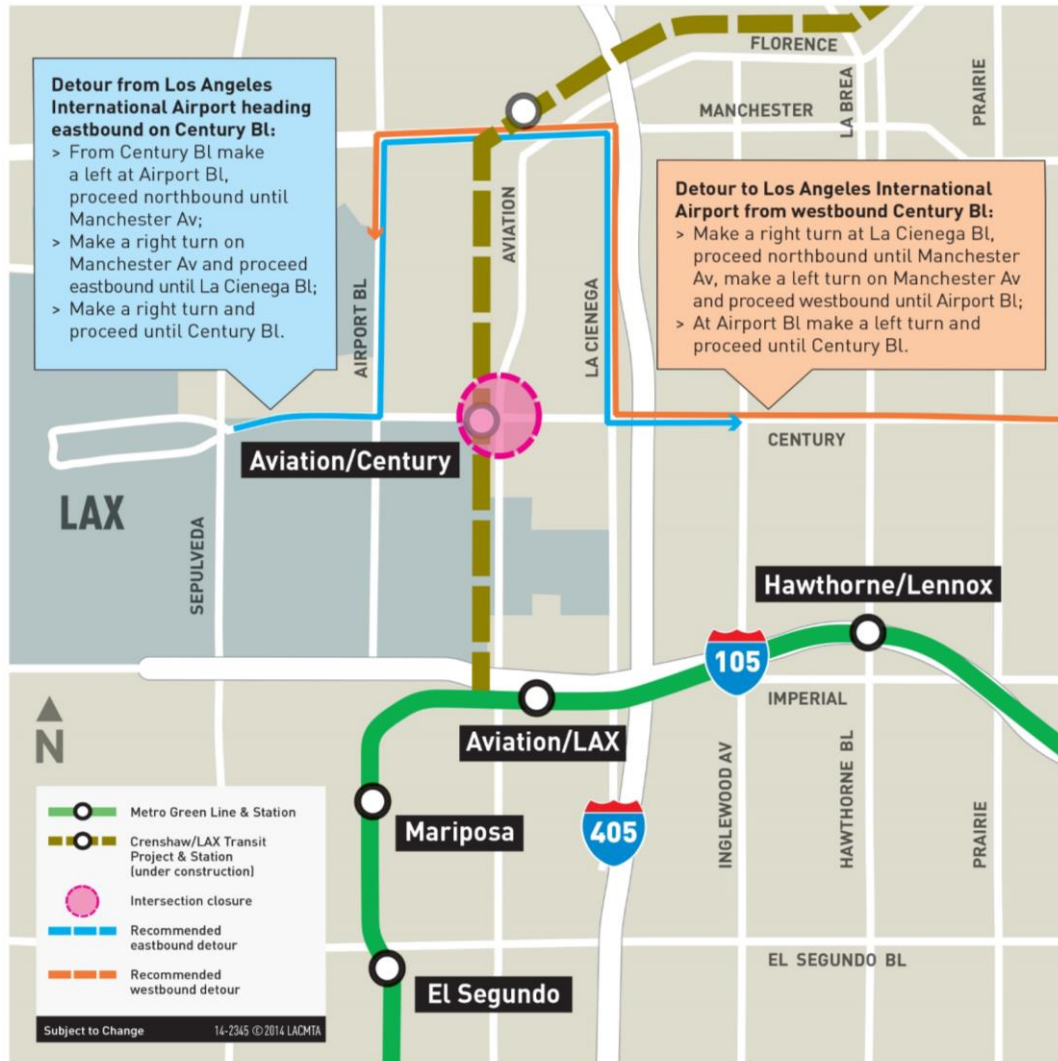 FLORENCE
LA BREA
PRAIRIE
MANCHESTER
Detour from Los Angeles
International Airport heading
eastbound on Century Bl:
> From Century Bl make
a left at Airport Bl,
proceed northbound until
Manchester Av;
> Make a right turn on
Manchester Av and proceed
eastbound until La Cienega Bl;
> Make a right turn and
proceed until Century Bl.
Detour to Los Angeles International
Airport from westbound Century Bl:
> Make a right turn at La Cienega Bl,
proceed northbound until Manchester
Av, make a left turn on Manchester Av
and proceed westbound until Airport Bl;
> At Airport Bl make a left turn and
proceed until Century Bl.
AVIATION
AIRPORT BL
LA CIENEGA
CENTURY
Aviation/Century
LAX
SEPULVEDA
Hawthorne/Lennox
105
IMPERIAL
Aviation/LAX
N
Mariposa
405
INGLEWOOD AV
HAWTHORNE BL
PRAIRIE
EL SEGUNDO BL
El Segundo
Metro Green Line & Station
Crenshaw/LAX Transit
Project & Station
(under construction)
Intersection closure
Recommended
eastbound detour
Recommended
westbound detour
Subject to Change
14-2345 ©2014 LACMTA